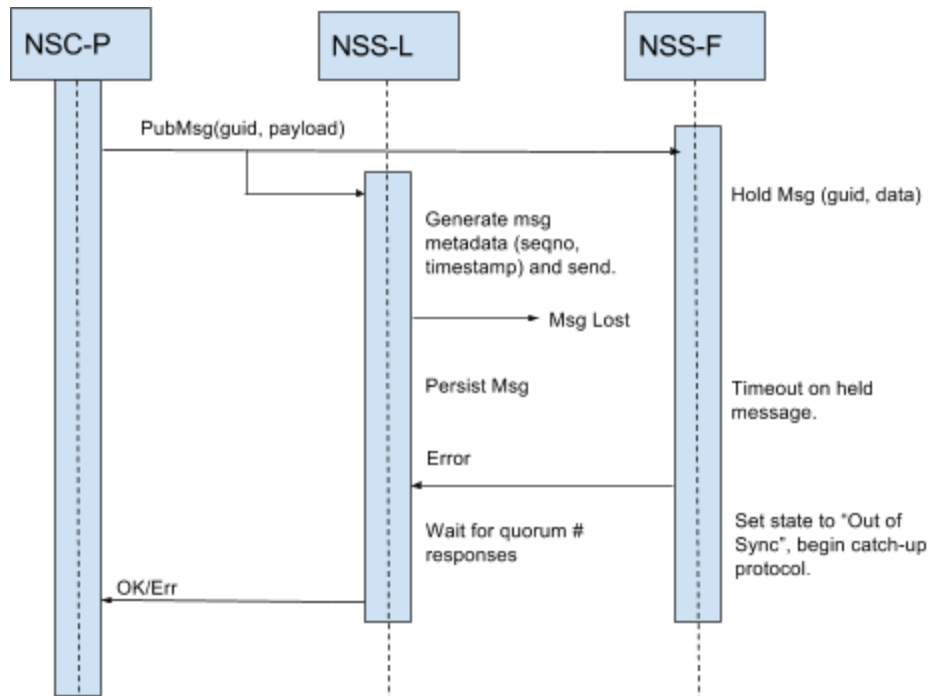 NSC-P
NSS-L
NSS-F
PubMsg(guid, payload)
Hold Msg (guid, data)
Generate msg
metadata (seqno,
timestamp) and send.
Msg Lost
Persist Msg
Timeout on held
message.
Error
Wait for quorum #
responses
Set state to “Out of
Sync”, begin catch-up
protocol.
OK/Err